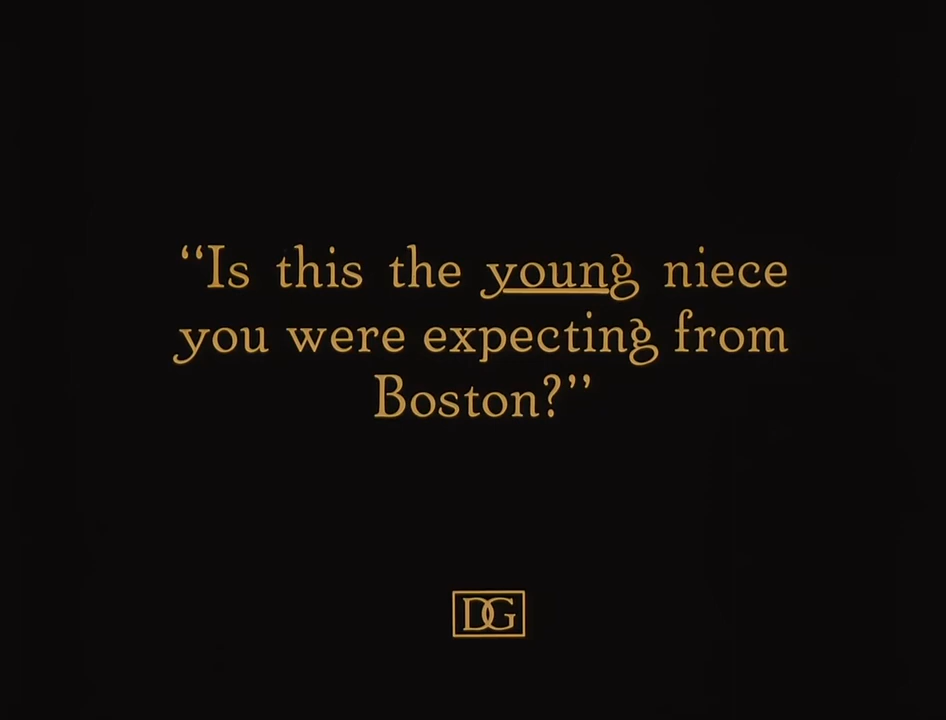 “Is this the young niece
you were expecting from
Boston?”
DG